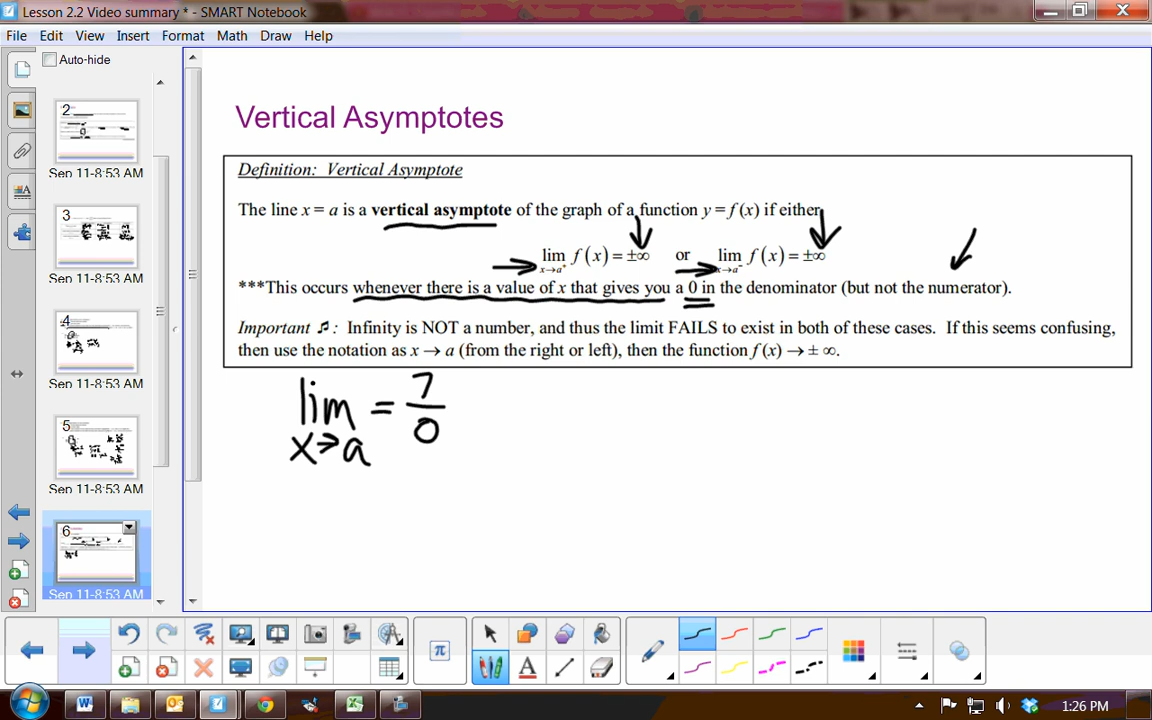 Lesson 2.2 Video summary * - SMART Notebook
File Edit View Insert Format Math Draw Help
Auto-hide
2
Sep 11-8:53 AM
3
Sep 11-8:53 AM
4
Sep 11-8:53 AM
5
Sep 11-8:53 AM
6
Sep 11-8:53 AM
Vertical Asymptotes
Definition: Vertical Asymptote
The line x = a is a vertical asymptote of the graph of a function y = f (x) if either
lim x→a⁺ f (x) = ±∞ or lim x→a⁻ f (x) = ±∞
***This occurs whenever there is a value of x that gives you a 0 in the denominator (but not the numerator).
Important ♫: Infinity is NOT a number, and thus the limit FAILS to exist in both of these cases. If this seems confusing,
then use the notation as x → a (from the right or left), then the function f (x) → ± ∞.
lim x→a = 7/0
π
A
1:26 PM